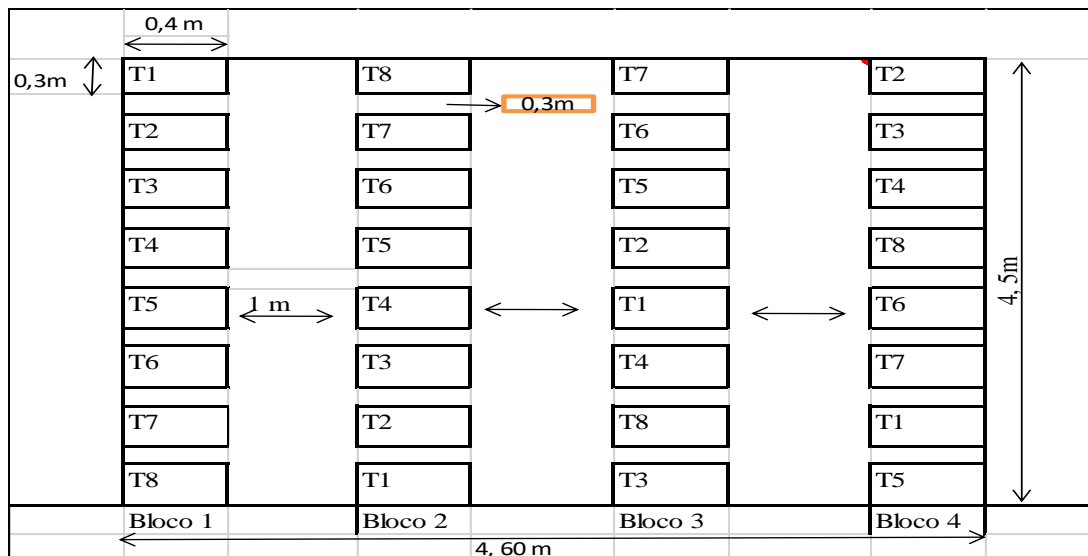 0,4 m
0,3m
T1 T8 T7 T2
0,3m
T2 T7 T6 T3
T3 T6 T5 T4
T4 T5 T2 T8
T5 T4 T1 T6
1 m
4, 5m
T6 T3 T4 T7
T7 T2 T8 T1
T8 T1 T3 T5
Bloco 1 Bloco 2 Bloco 3 Bloco 4
4, 60 m